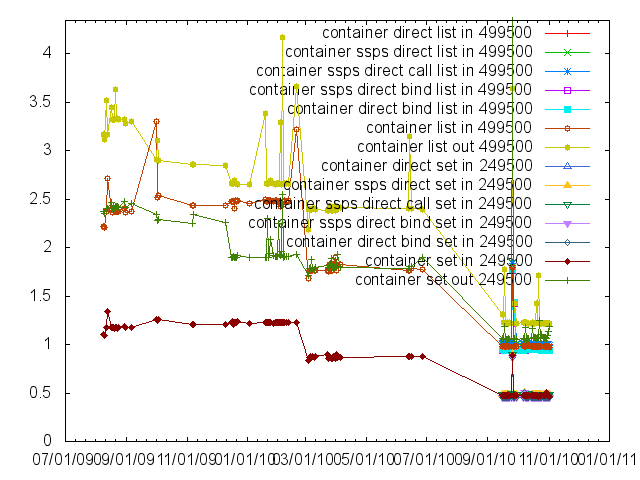 container direct list in 499500
container ssps direct list in 499500
container ssps direct call list in 499500
container ssps direct bind list in 499500
container direct bind list in 499500
container list in 499500
container list out 499500
container direct set in 249500
container ssps direct set in 249500
container ssps direct call set in 249500
container ssps direct bind set in 249500
container direct bind set in 249500
container set in 249500
container set out 249500
4
3.5
3
2.5
2
1.5
1
0.5
0
07/01/09 09/01/09 11/01/09 01/01/10 03/01/10 05/01/10 07/01/10 09/01/10 11/01/10 01/01/11